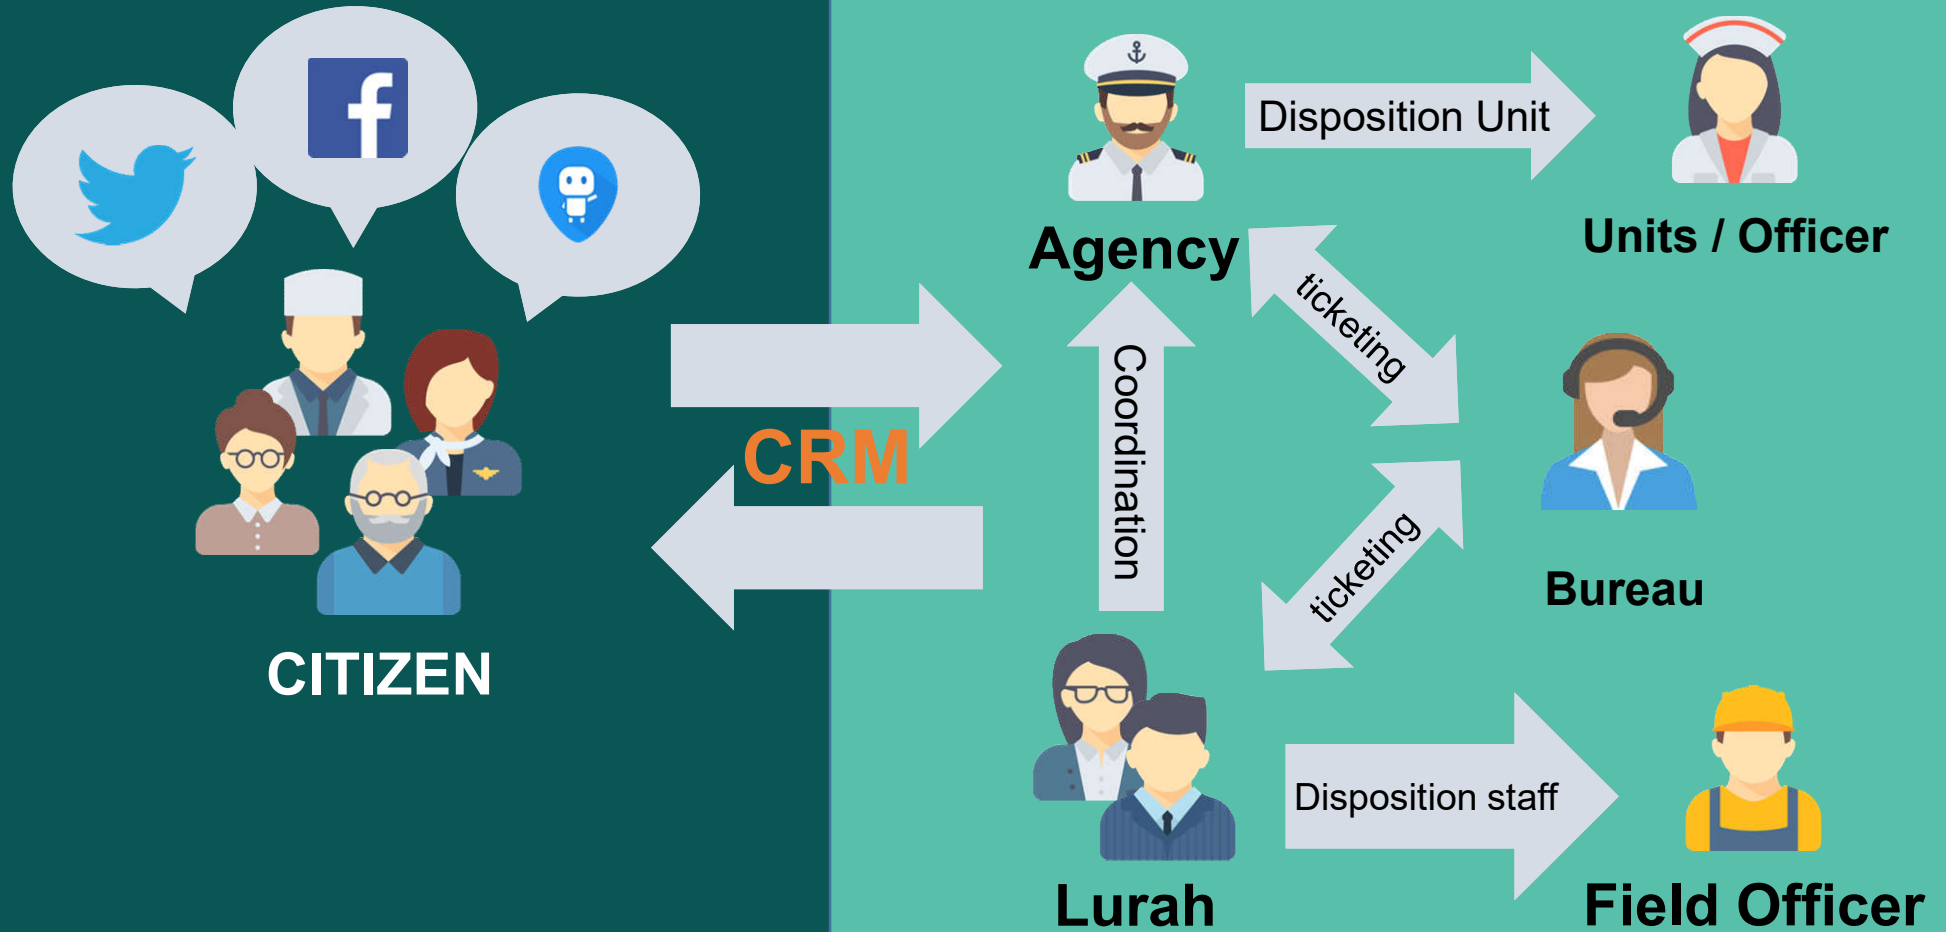 CITIZEN
CRM
Agency
Disposition Unit
Units / Officer
ticketing
Coordination
ticketing
Bureau
Lurah
Disposition staff
Field Officer